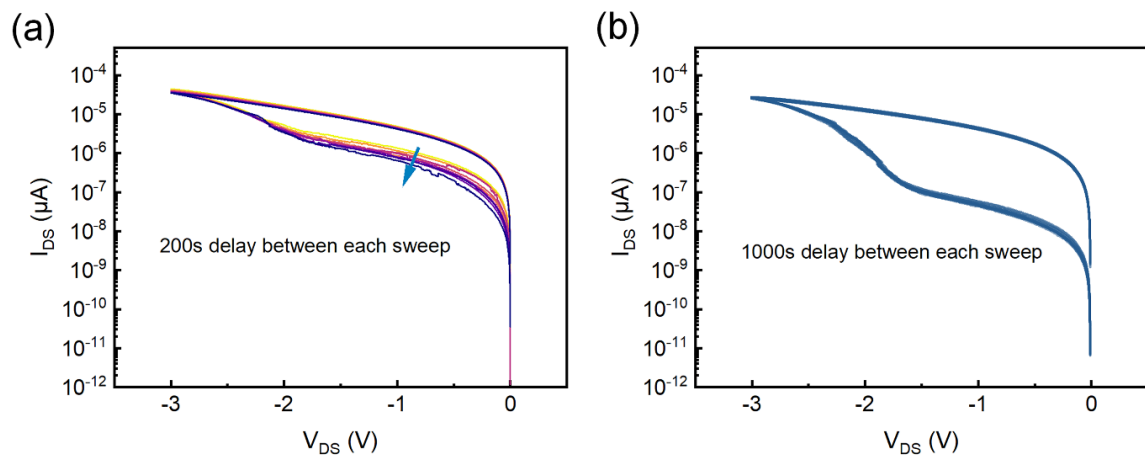 (a)
10⁻⁴
10⁻⁵
10⁻⁶
10⁻⁷
10⁻⁸
10⁻⁹
10⁻¹⁰
10⁻¹¹
10⁻¹²
I_DS (μA)
200s delay between each sweep
-3 -2 -1 0
V_DS (V)
(b)
10⁻⁴
10⁻⁵
10⁻⁶
10⁻⁷
10⁻⁸
10⁻⁹
10⁻¹⁰
10⁻¹¹
10⁻¹²
I_DS (μA)
1000s delay between each sweep
-3 -2 -1 0
V_DS (V)